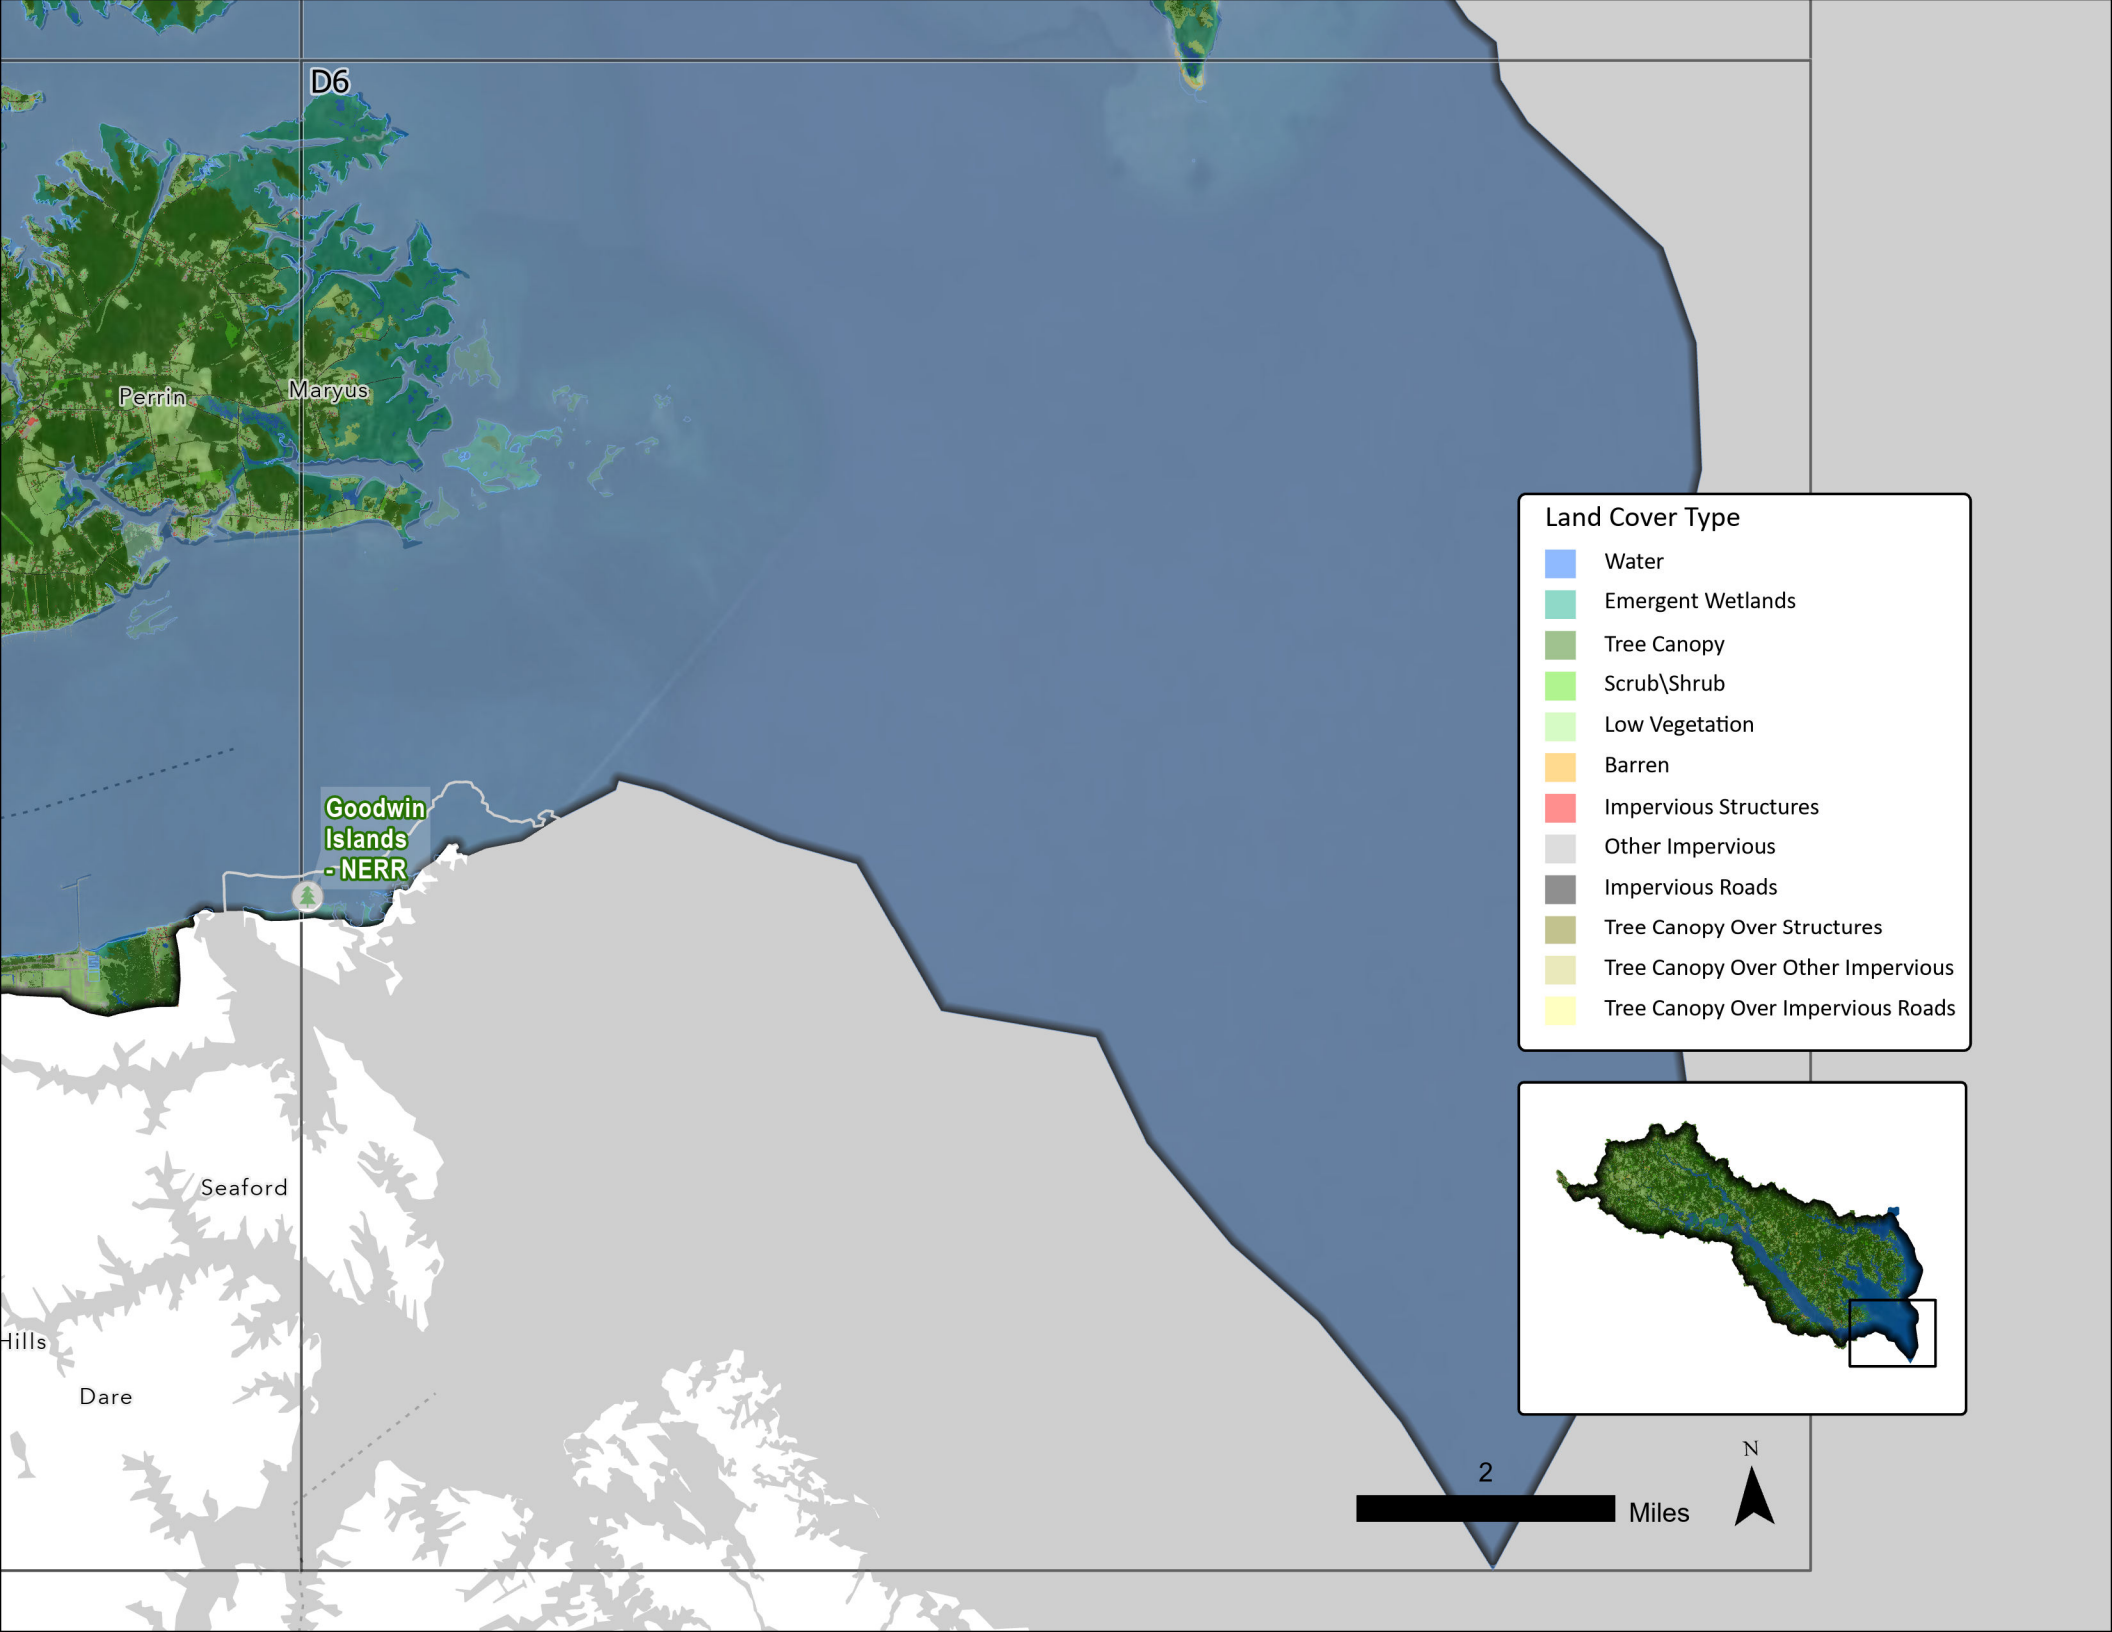 D6
Perrin
Maryus
Goodwin
Islands
- NERR
Seaford
Hills
Dare
Land Cover Type
Water
Emergent Wetlands
Tree Canopy
Scrub\Shrub
Low Vegetation
Barren
Impervious Structures
Other Impervious
Impervious Roads
Tree Canopy Over Structures
Tree Canopy Over Other Impervious
Tree Canopy Over Impervious Roads
2
Miles
N